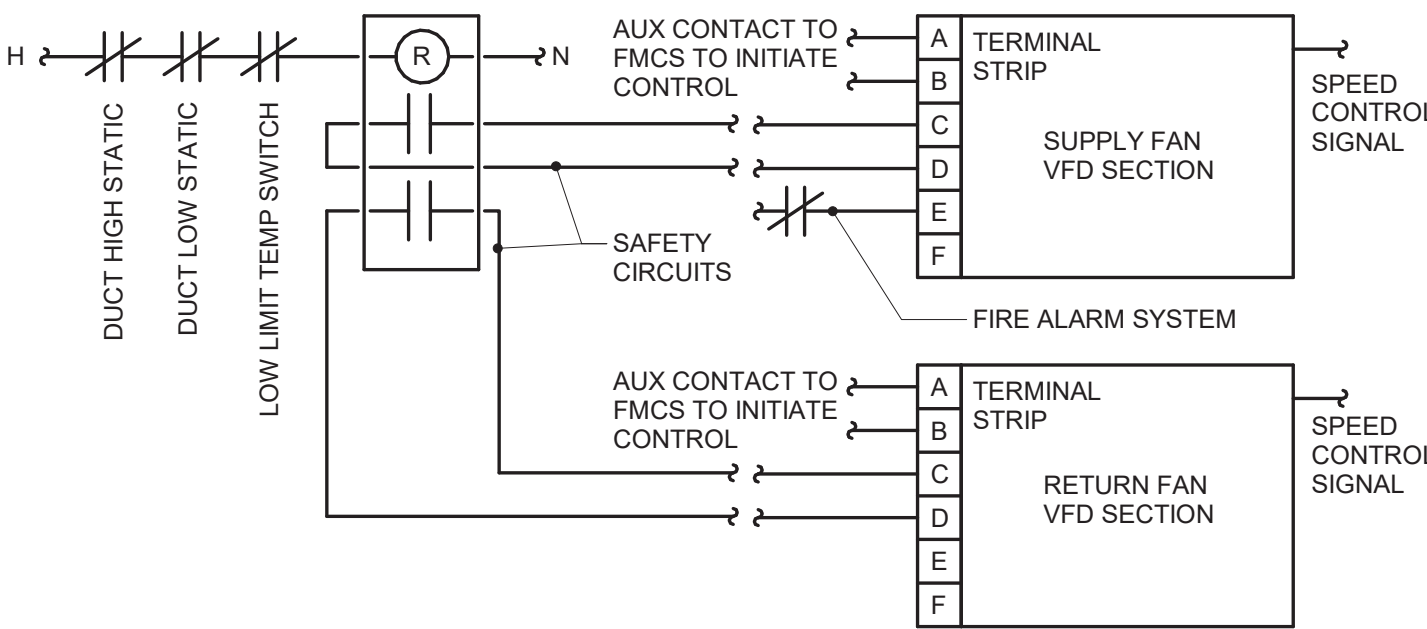 H
R
N
DUCT HIGH STATIC
DUCT LOW STATIC
LOW LIMIT TEMP SWITCH
AUX CONTACT TO
FMCS TO INITIATE
CONTROL
A
B
C
D
E
F
TERMINAL
STRIP
SUPPLY FAN
VFD SECTION
SPEED
CONTROL
SIGNAL
SAFETY
CIRCUITS
FIRE ALARM SYSTEM
AUX CONTACT TO
FMCS TO INITIATE
CONTROL
A
B
C
D
E
F
TERMINAL
STRIP
RETURN FAN
VFD SECTION
SPEED
CONTROL
SIGNAL